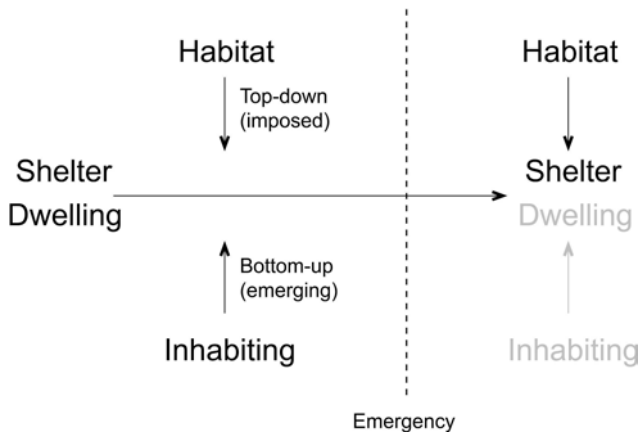 Habitat
Top-down
(imposed)
Shelter
Dwelling
Bottom-up
(emerging)
Inhabiting
Emergency
Habitat
Shelter
Dwelling
Inhabiting